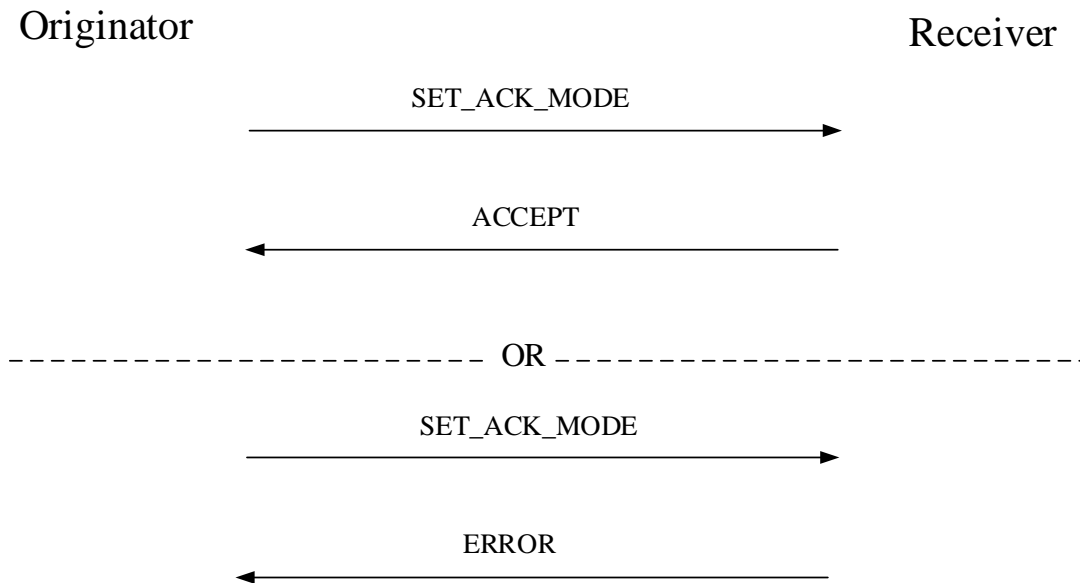 Originator
Receiver
SET_ACK_MODE
ACCEPT
OR
SET_ACK_MODE
ERROR